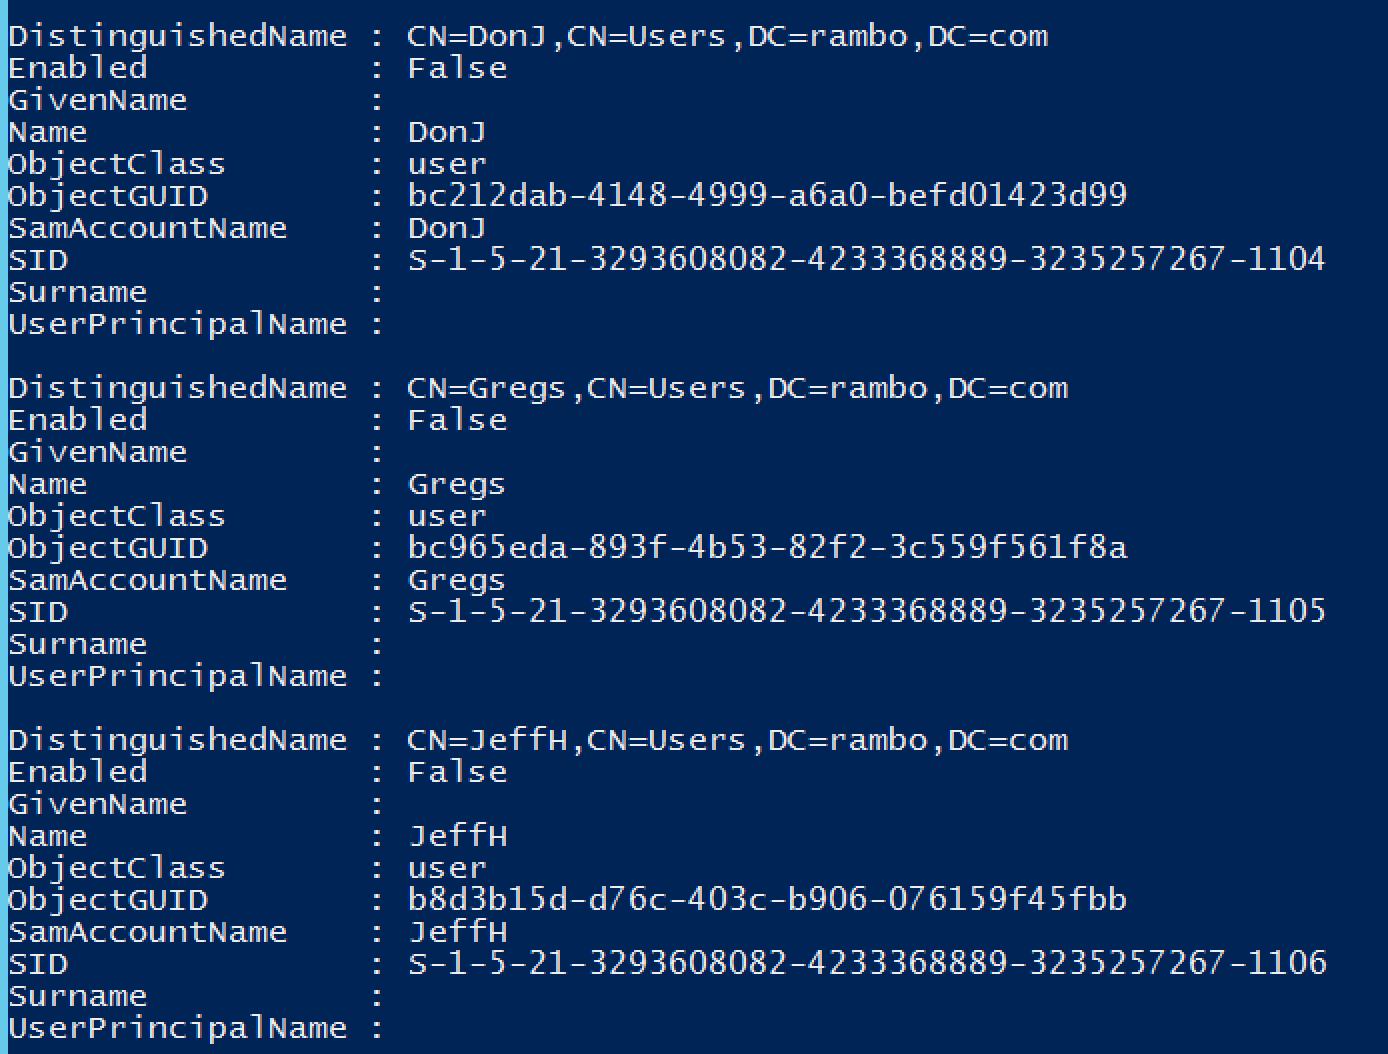 DistinguishedName : CN=DonJ,CN=Users,DC=rambo,DC=com
Enabled           : False
GivenName         :
Name              : DonJ
ObjectClass       : user
ObjectGUID        : bc212dab-4148-4999-a6a0-befd01423d99
SamAccountName    : DonJ
SID               : S-1-5-21-3293608082-4233368889-3235257267-1104
Surname           :
UserPrincipalName :

DistinguishedName : CN=Gregs,CN=Users,DC=rambo,DC=com
Enabled           : False
GivenName         :
Name              : Gregs
ObjectClass       : user
ObjectGUID        : bc965eda-893f-4b53-82f2-3c559f561f8a
SamAccountName    : Gregs
SID               : S-1-5-21-3293608082-4233368889-3235257267-1105
Surname           :
UserPrincipalName :

DistinguishedName : CN=JeffH,CN=Users,DC=rambo,DC=com
Enabled           : False
GivenName         :
Name              : JeffH
ObjectClass       : user
ObjectGUID        : b8d3b15d-d76c-403c-b906-076159f45fbb
SamAccountName    : JeffH
SID               : S-1-5-21-3293608082-4233368889-3235257267-1106
Surname           :
UserPrincipalName :